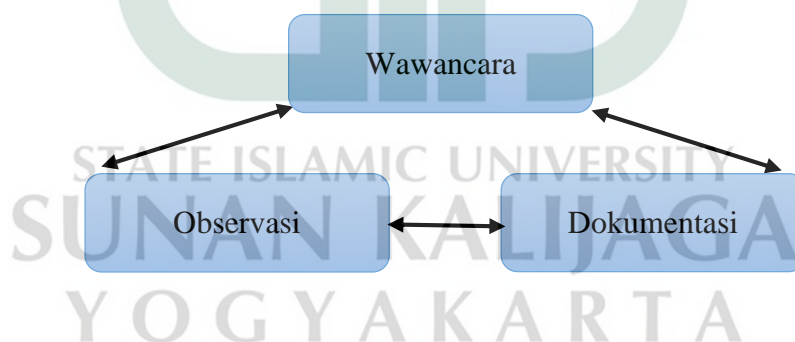 Wawancara
STATE ISLAMIC UNIVERSITY
Observasi
Dokumentasi
SUNAN KALIJAGA
YOGYAKARTA